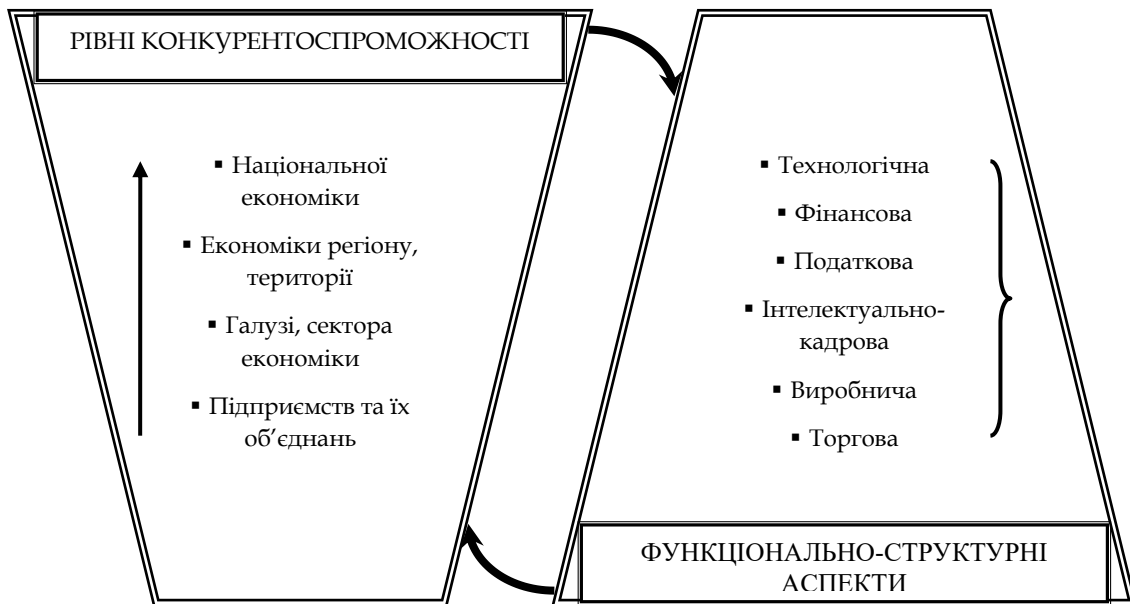 РІВНІ КОНКУРЕНТОСПРОМОЖНОСТІ
▪ Національної
економіки
▪ Економіки регіону,
території
▪ Галузі, сектора
економіки
▪ Підприємств та їх
об’єднань
▪ Технологічна
▪ Фінансова
▪ Податкова
▪ Інтелектуально-
кадрова
▪ Виробнича
▪ Торгова
ФУНКЦІОНАЛЬНО-СТРУКТУРНІ
АСПЕКТИ